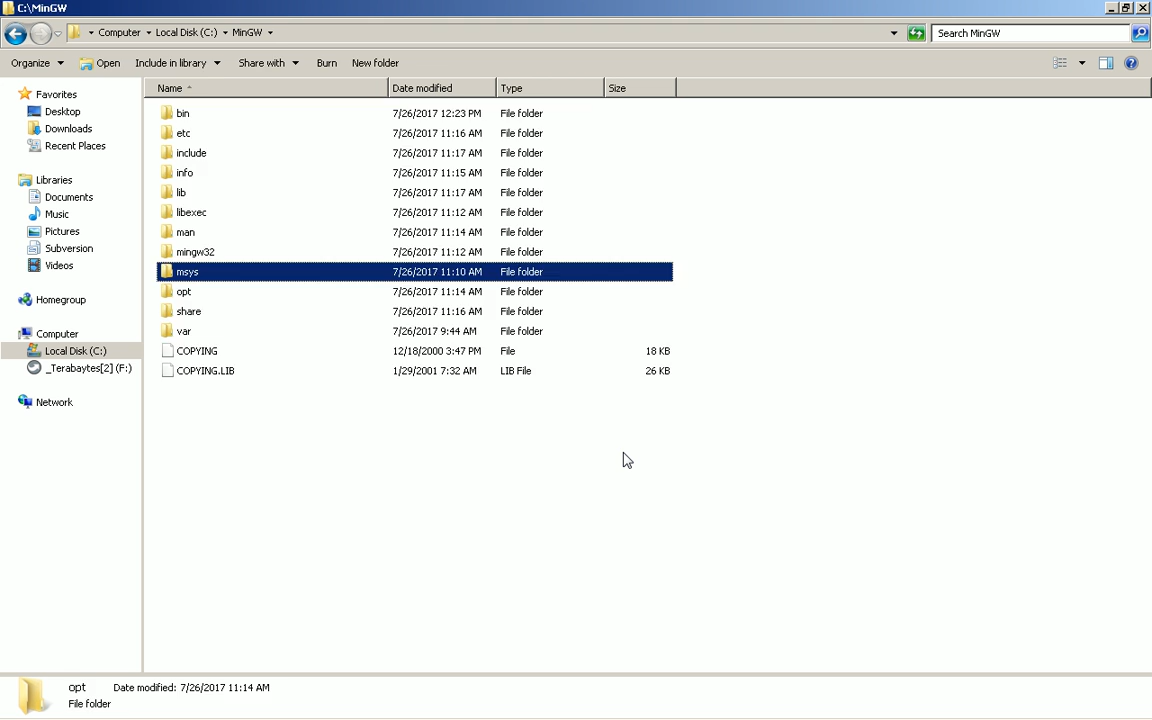 C:\MinGW
Computer Local Disk (C:) MinGW Search MinGW
Organize Open Include in library Share with Burn New folder
Name Date modified Type Size
Favorites
Desktop
Downloads
Recent Places
Libraries
Documents
Music
Pictures
Subversion
Videos
Homegroup
Computer
Local Disk (C:)
_Terabaytes[2] (F:)
Network
bin 7/26/2017 12:23 PM File folder
etc 7/26/2017 11:16 AM File folder
include 7/26/2017 11:17 AM File folder
info 7/26/2017 11:15 AM File folder
lib 7/26/2017 11:17 AM File folder
libexec 7/26/2017 11:12 AM File folder
man 7/26/2017 11:14 AM File folder
mingw32 7/26/2017 11:12 AM File folder
msys 7/26/2017 11:10 AM File folder
opt 7/26/2017 11:14 AM File folder
share 7/26/2017 11:16 AM File folder
var 7/26/2017 9:44 AM File folder
COPYING 12/18/2000 3:47 PM File 18 KB
COPYING.LIB 1/29/2001 7:32 AM LIB File 26 KB
opt Date modified: 7/26/2017 11:14 AM
File folder